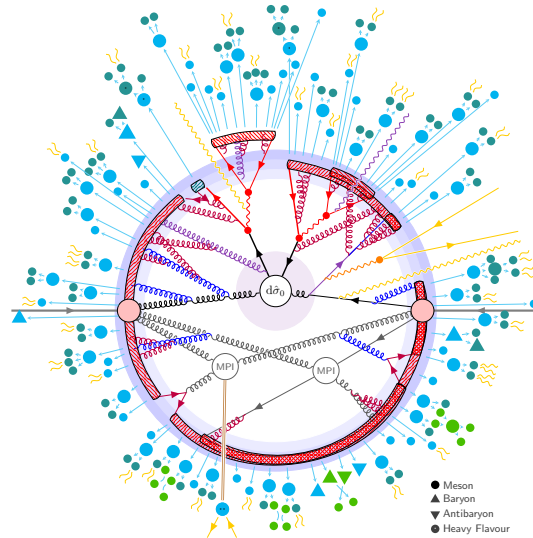 dσ̂₀
MPI
MPI
Meson
Baryon
Antibaryon
Heavy Flavour